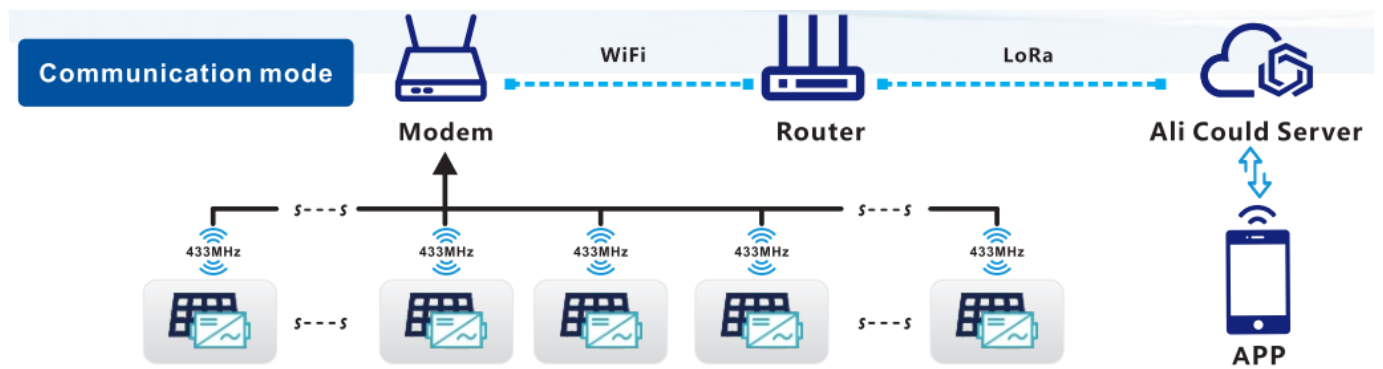 Communication mode
WiFi
LoRa
Modem
Router
Ali Could Server
s---s
s---s
433MHz
433MHz
433MHz
433MHz
433MHz
s---s
s---s
APP